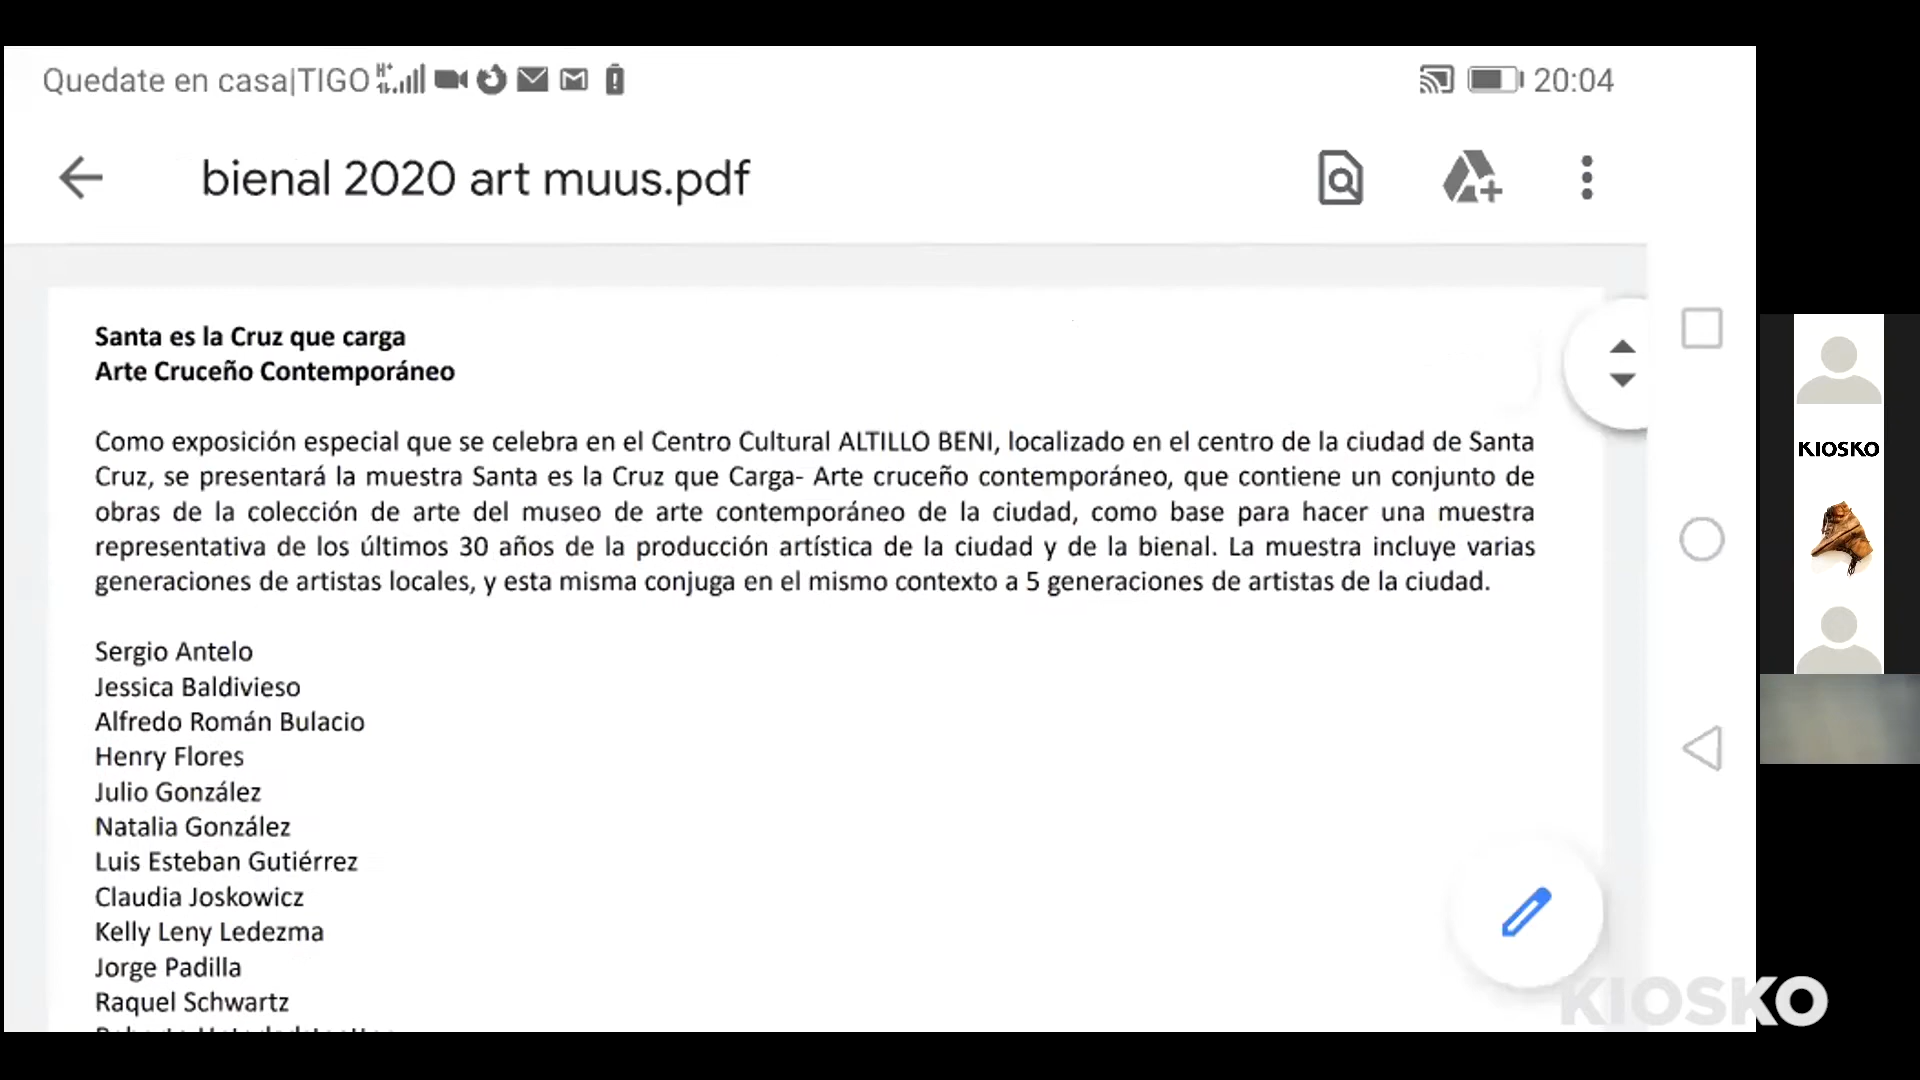 Quedate en casa|TIGO H+ 20:04
bienal 2020 art muus.pdf
Santa es la Cruz que carga
Arte Cruceño Contemporáneo
Como exposición especial que se celebra en el Centro Cultural ALTILLO BENI, localizado en el centro de la ciudad de Santa
Cruz, se presentará la muestra Santa es la Cruz que Carga- Arte cruceño contemporáneo, que contiene un conjunto de
obras de la colección de arte del museo de arte contemporáneo de la ciudad, como base para hacer una muestra
representativa de los últimos 30 años de la producción artística de la ciudad y de la bienal. La muestra incluye varias
generaciones de artistas locales, y esta misma conjuga en el mismo contexto a 5 generaciones de artistas de la ciudad.
Sergio Antelo
Jessica Baldivieso
Alfredo Román Bulacio
Henry Flores
Julio González
Natalia González
Luis Esteban Gutiérrez
Claudia Joskowicz
Kelly Leny Ledezma
Jorge Padilla
Raquel Schwartz
KIOSKO
KIOSKO